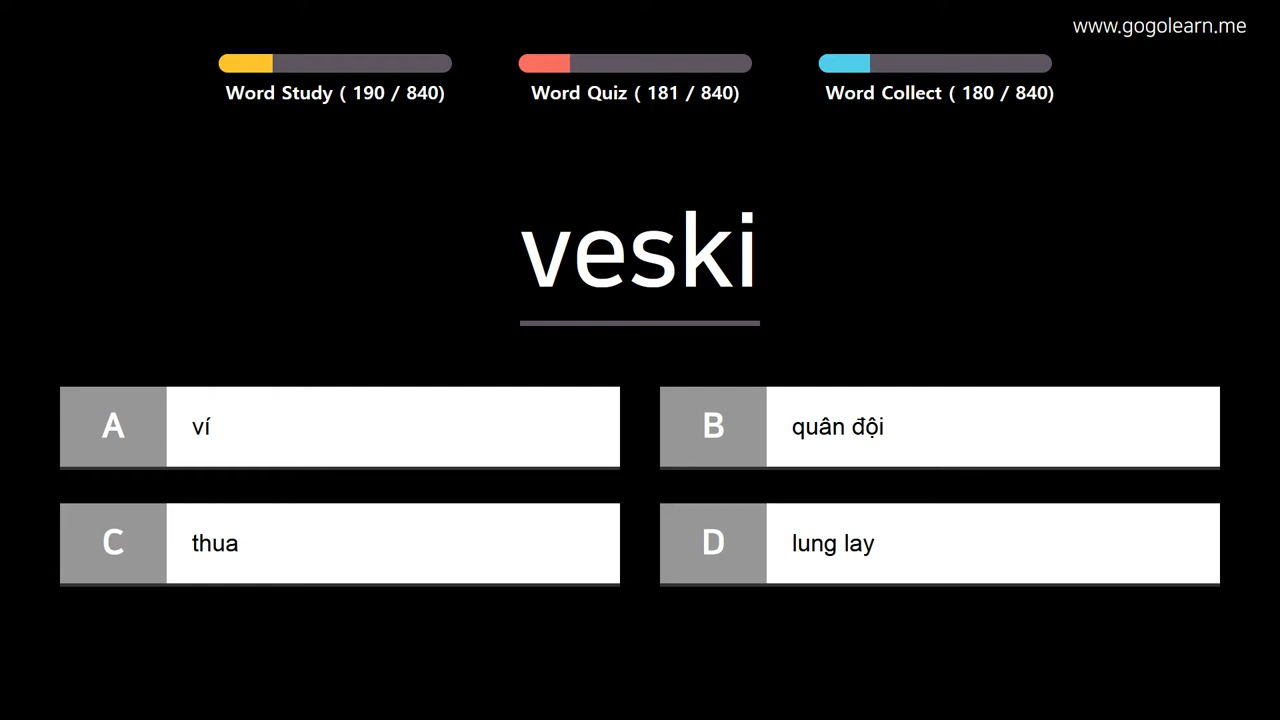 www.gogolearn.me
Word Study ( 190 / 840)
Word Quiz ( 181 / 840)
Word Collect ( 180 / 840)
veski
A ví
B quân đội
C thua
D lung lay